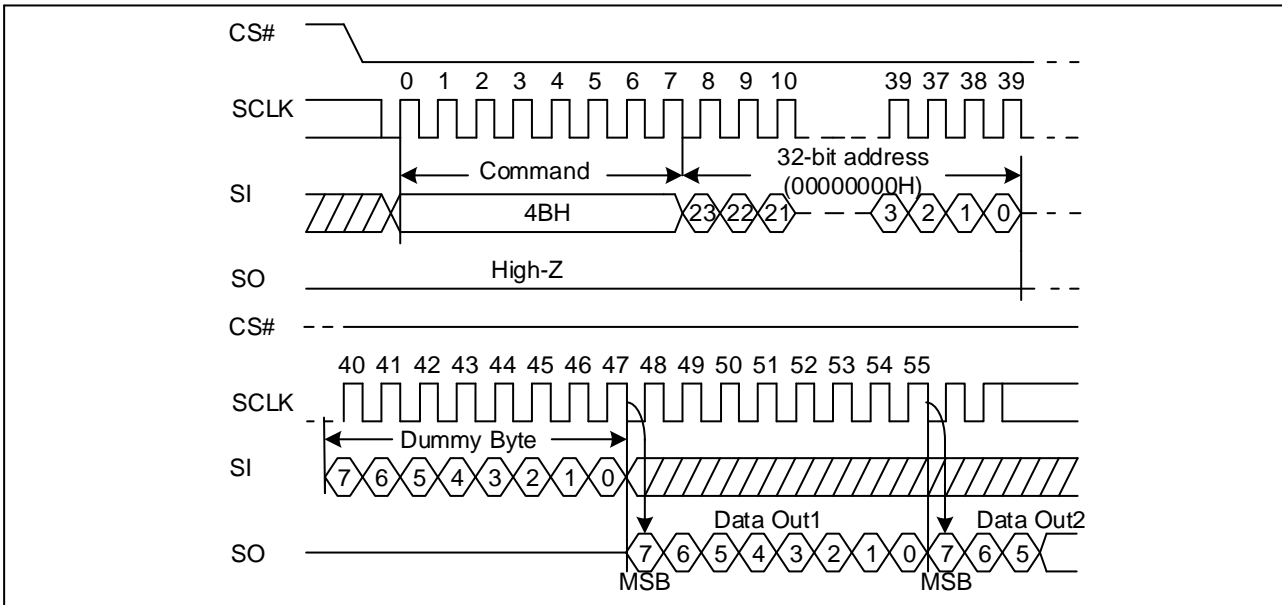 CS#
0 1 2 3 4 5 6 7 8 9 10 39 37 38 39
SCLK
Command 32-bit address
(00000000H)
SI
4BH 23 22 21 3 2 1 0
High-Z
SO
CS#
40 41 42 43 44 45 46 47 48 49 50 51 52 53 54 55
SCLK
Dummy Byte
SI
7 6 5 4 3 2 1 0
Data Out1 Data Out2
SO
7 6 5 4 3 2 1 0 7 6 5
MSB MSB